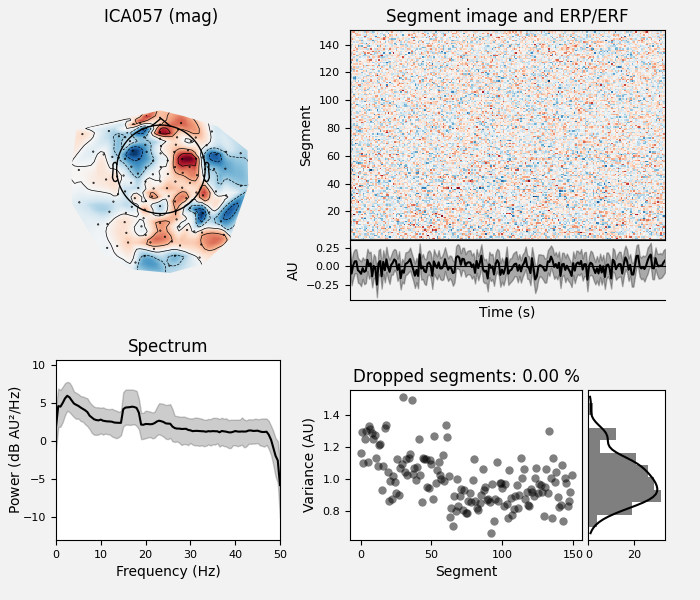 ICA057 (mag)
Segment image and ERP/ERF
Segment
140
120
100
80
60
40
20
AU
0.25
0.00
−0.25
Time (s)
Spectrum
Power (dB AU²/Hz)
10
5
0
−5
−10
0 10 20 30 40 50
Frequency (Hz)
Dropped segments: 0.00 %
Variance (AU)
1.4
1.2
1.0
0.8
0 50 100 150
Segment
0 20